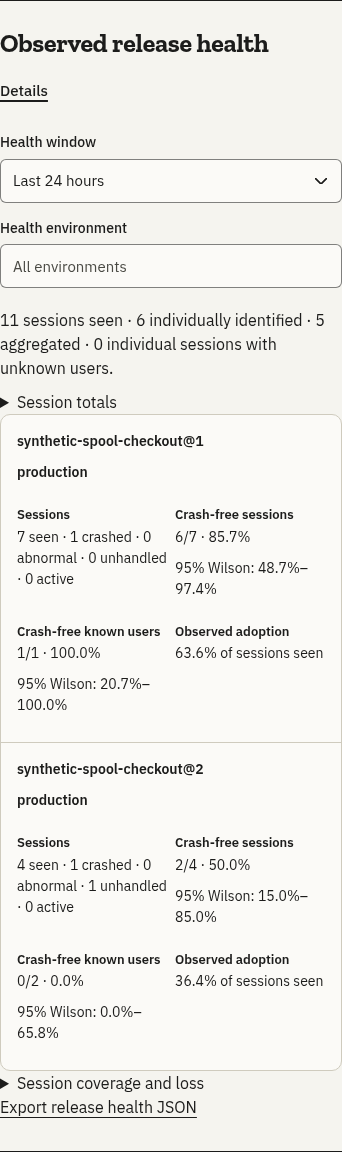 Observed release health
Details
Health window
Last 24 hours
Health environment
All environments
11 sessions seen · 6 individually identified · 5
aggregated · 0 individual sessions with
unknown users.
▶ Session totals
synthetic-spool-checkout@1
production
Sessions
7 seen · 1 crashed · 0
abnormal · 0 unhandled
· 0 active
Crash-free sessions
6/7 · 85.7%
95% Wilson: 48.7%–
97.4%
Crash-free known users
1/1 · 100.0%
95% Wilson: 20.7%–
100.0%
Observed adoption
63.6% of sessions seen
synthetic-spool-checkout@2
production
Sessions
4 seen · 1 crashed · 0
abnormal · 1 unhandled
· 0 active
Crash-free sessions
2/4 · 50.0%
95% Wilson: 15.0%–
85.0%
Crash-free known users
0/2 · 0.0%
95% Wilson: 0.0%–
65.8%
Observed adoption
36.4% of sessions seen
▶ Session coverage and loss
Export release health JSON